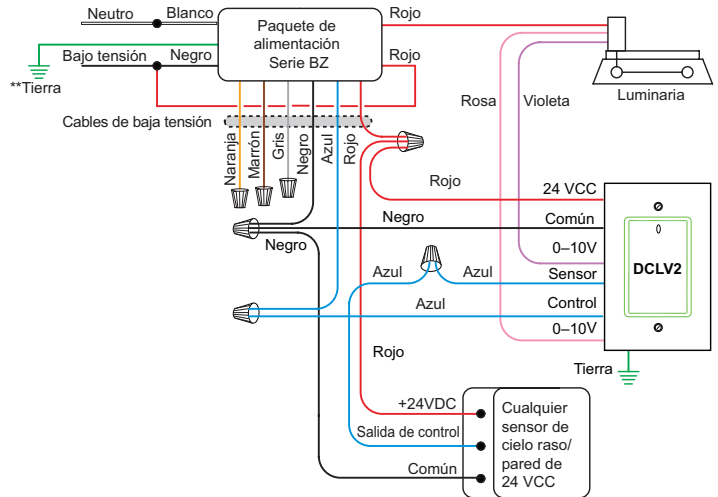 Neutro
Blanco
Paquete de
alimentación
Serie BZ
Rojo
Bajo tensión
Negro
Rojo
**Tierra
Luminaria
Rosa
Violeta
Cables de baja tensión
Naranja
Marrón
Gris
Negro
Azul
Rojo
Rojo
24 VCC
Negro
Común
Negro
0–10V
DCLV2
Azul
Azul
Sensor
Azul
Control
0–10V
Rojo
Tierra
+24VDC
Salida de control
Común
Cualquier
sensor de
cielo raso/
pared de
24 VCC